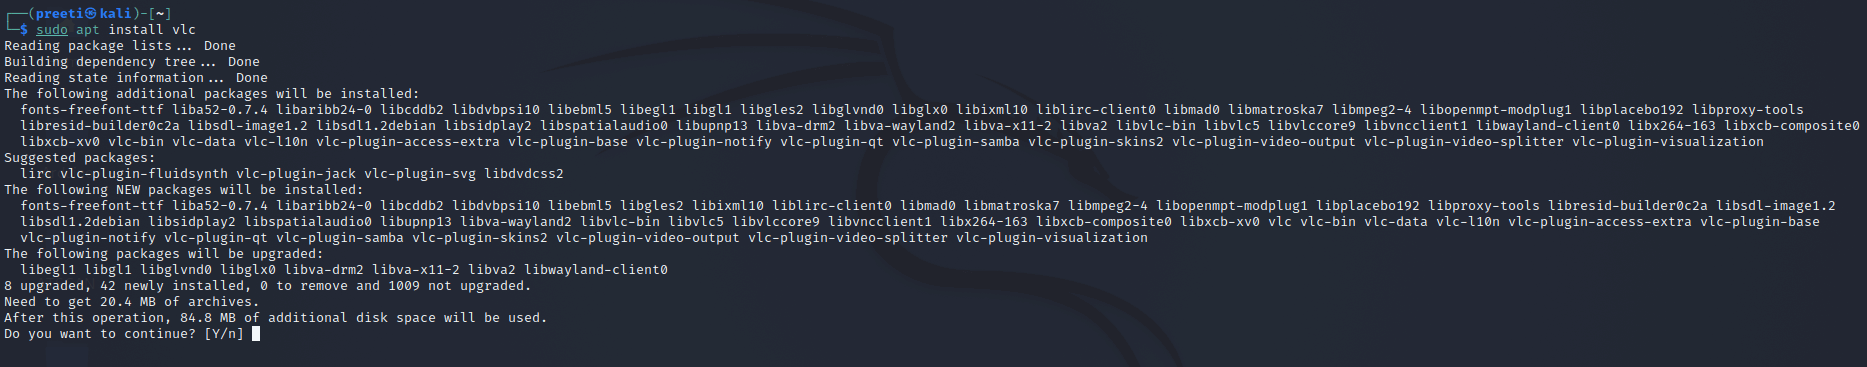 ┌──(preeti㉿kali)-[~]
└─$ sudo apt install vlc
Reading package lists... Done
Building dependency tree... Done
Reading state information... Done
The following additional packages will be installed:
  fonts-freefont-ttf liba52-0.7.4 libaribb24-0 libcddb2 libdvbpsi10 libebml5 libegl1 libgl1 libgles2 libglvnd0 libglx0 libixml10 liblirc-client0 libmad0 libmatroska7 libmpeg2-4 libopenmpt-modplug1 libplacebo192 libproxy-tools
  libresid-builder0c2a libsdl-image1.2 libsdl1.2debian libsidplay2 libspatialaudio0 libupnp13 libva-drm2 libva-wayland2 libva-x11-2 libva2 libvlc-bin libvlc5 libvlccore9 libvncclient1 libwayland-client0 libx264-163 libxcb-composite0
  libxcb-xv0 vlc-bin vlc-data vlc-l10n vlc-plugin-access-extra vlc-plugin-base vlc-plugin-notify vlc-plugin-qt vlc-plugin-samba vlc-plugin-skins2 vlc-plugin-video-output vlc-plugin-video-splitter vlc-plugin-visualization
Suggested packages:
  lirc vlc-plugin-fluidsynth vlc-plugin-jack vlc-plugin-svg libdvdcss2
The following NEW packages will be installed:
  fonts-freefont-ttf liba52-0.7.4 libaribb24-0 libcddb2 libdvbpsi10 libebml5 libgles2 libixml10 liblirc-client0 libmad0 libmatroska7 libmpeg2-4 libopenmpt-modplug1 libplacebo192 libproxy-tools libresid-builder0c2a libsdl-image1.2
  libsdl1.2debian libsidplay2 libspatialaudio0 libupnp13 libva-wayland2 libvlc-bin libvlc5 libvlccore9 libvncclient1 libx264-163 libxcb-composite0 libxcb-xv0 vlc vlc-bin vlc-data vlc-l10n vlc-plugin-access-extra vlc-plugin-base
  vlc-plugin-notify vlc-plugin-qt vlc-plugin-samba vlc-plugin-skins2 vlc-plugin-video-output vlc-plugin-video-splitter vlc-plugin-visualization
The following packages will be upgraded:
  libegl1 libgl1 libglvnd0 libglx0 libva-drm2 libva-x11-2 libva2 libwayland-client0
8 upgraded, 42 newly installed, 0 to remove and 1009 not upgraded.
Need to get 20.4 MB of archives.
After this operation, 84.8 MB of additional disk space will be used.
Do you want to continue? [Y/n]